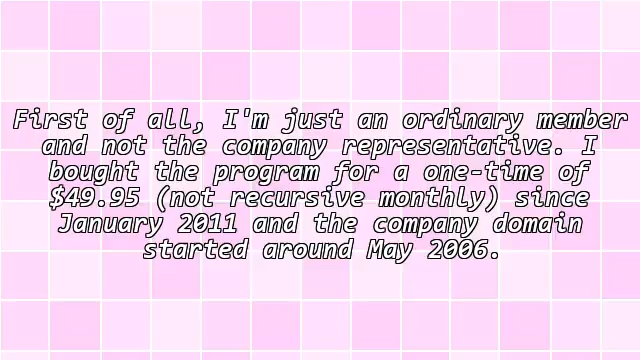 First of all, I'm just an ordinary member
and not the company representative. I
bought the program for a one-time of
$49.95 (not recursive monthly) since
January 2011 and the company domain
started around May 2006.